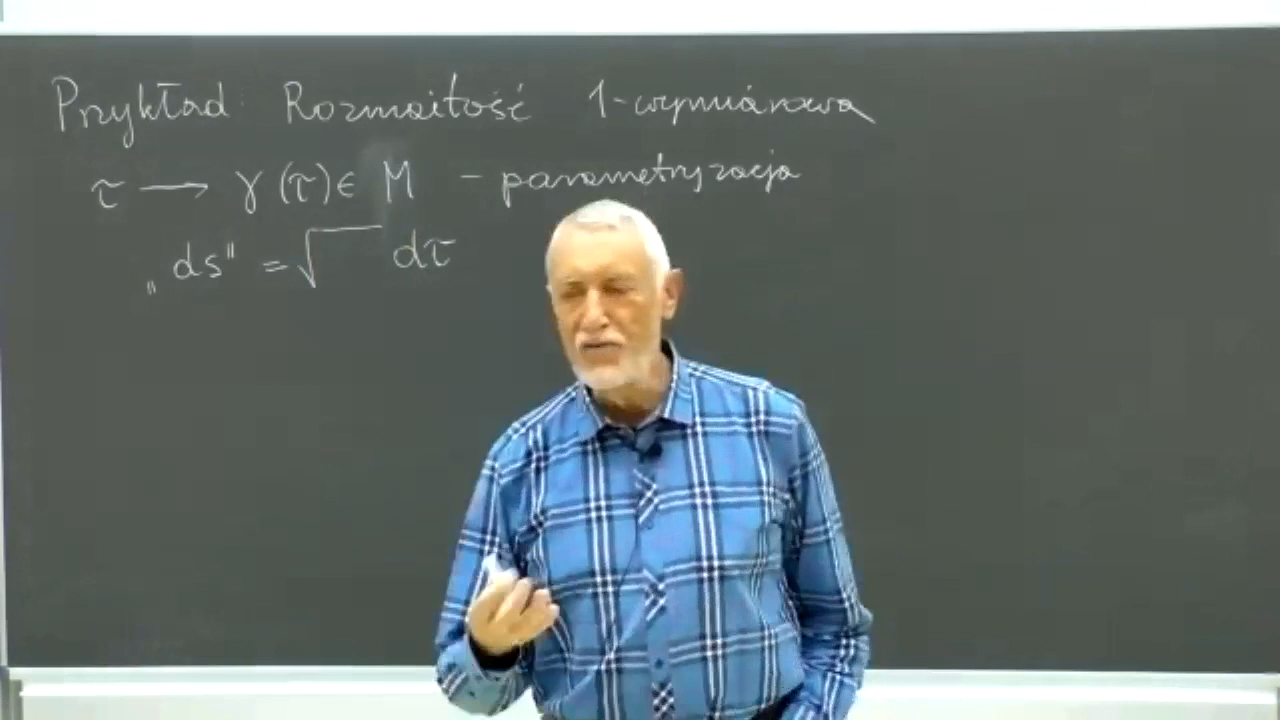 Przykład: Rozmaitość 1-wymiarowa
τ → γ(τ) ∈ M - parametryzacja
„ds" = √ dτ